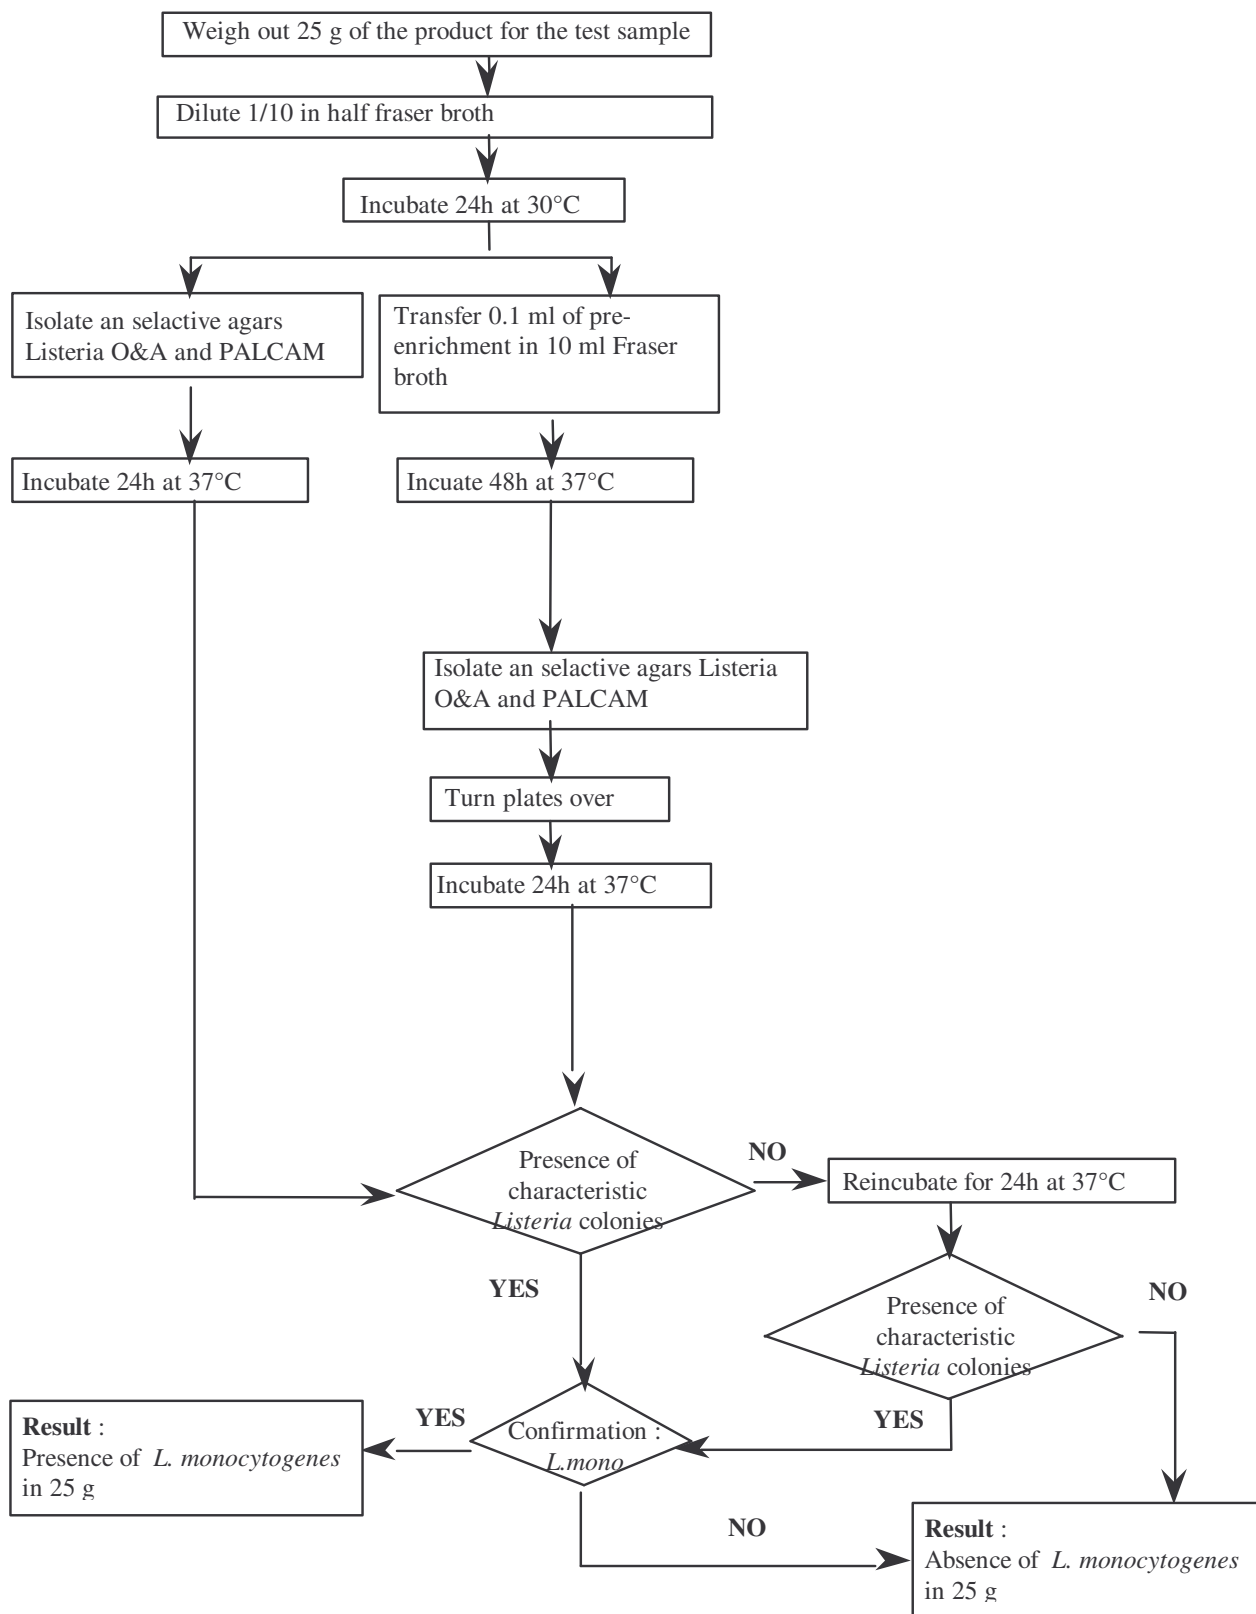 Weigh out 25 g of the product for the test sample
Dilute 1/10 in half fraser broth
Incubate 24h at 30°C
Isolate an selactive agars
Listeria O&A and PALCAM
Transfer 0.1 ml of pre-
enrichment in 10 ml Fraser
broth
Incubate 24h at 37°C
Incuate 48h at 37°C
Isolate an selactive agars Listeria
O&A and PALCAM
Turn plates over
Incubate 24h at 37°C
Presence of
characteristic
Listeria colonies
NO
Reincubate for 24h at 37°C
YES
Presence of
characteristic
Listeria colonies
NO
YES
Confirmation :
L.mono
YES
Result :
Presence of L. monocytogenes
in 25 g
NO
Result :
Absence of L. monocytogenes
in 25 g